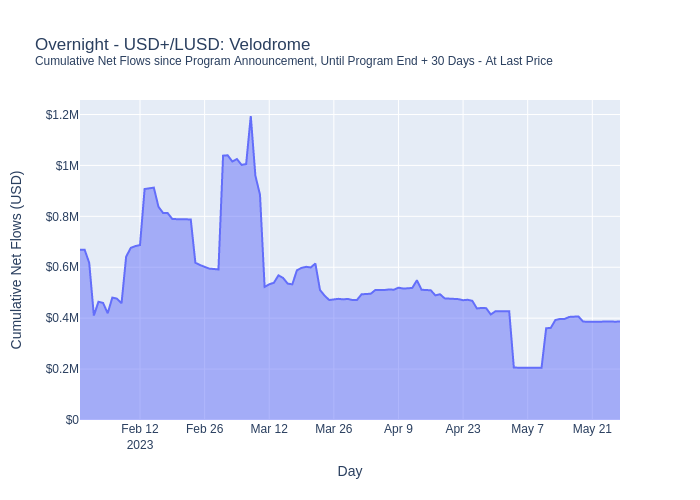 Overnight - USD+/LUSD: Velodrome
Cumulative Net Flows since Program Announcement, Until Program End + 30 Days - At Last Price
Cumulative Net Flows (USD)
$1.2M
$1M
$0.8M
$0.6M
$0.4M
$0.2M
$0
Feb 12 Feb 26 Mar 12 Mar 26 Apr 9 Apr 23 May 7 May 21
2023
Day